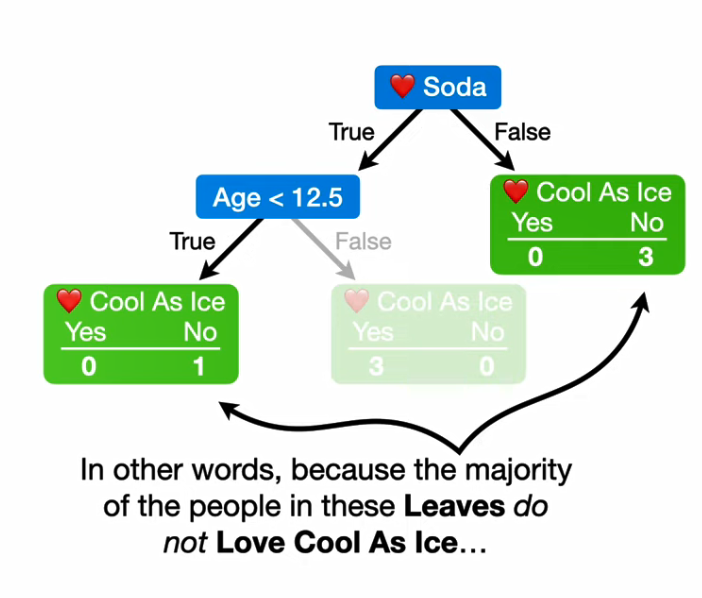 ❤️ Soda
True
False
Age < 12.5
❤️ Cool As Ice
Yes No
0 3
True
False
❤️ Cool As Ice
Yes No
0 1
❤️ Cool As Ice
Yes No
3 0
In other words, because the majority
of the people in these Leaves do
not Love Cool As Ice…